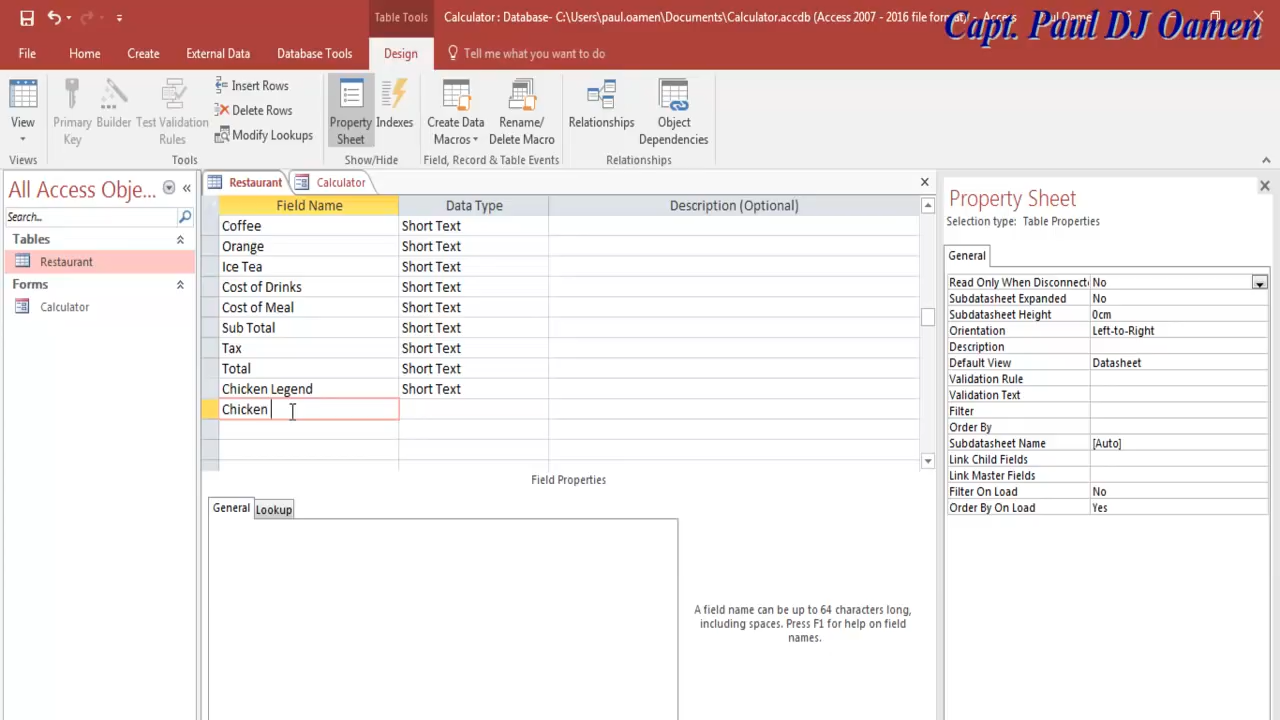 Table Tools
Calculator : Database- C:\Users\paul.oamen\Documents\Calculator.accdb (Access 2007 - 2016 file format) - Access
Paul Oamen
Capt. Paul DJ Oamen
File
Home
Create
External Data
Database Tools
Design
Tell me what you want to do
View
Primary Key
Builder
Test Validation Rules
Insert Rows
Delete Rows
Modify Lookups
Property Sheet
Indexes
Create Data Macros
Rename/ Delete Macro
Relationships
Object Dependencies
Views
Tools
Show/Hide
Field, Record & Table Events
Relationships
All Access Obje...
Search...
Tables
Restaurant
Forms
Calculator
Restaurant
Calculator
Field Name Data Type Description (Optional)
Coffee Short Text
Orange Short Text
Ice Tea Short Text
Cost of Drinks Short Text
Cost of Meal Short Text
Sub Total Short Text
Tax Short Text
Total Short Text
Chicken Legend Short Text
Chicken
Field Properties
General
Lookup
A field name can be up to 64 characters long,
including spaces. Press F1 for help on field
names.
Property Sheet
Selection type: Table Properties
General
Read Only When Disconnect No
Subdatasheet Expanded No
Subdatasheet Height 0cm
Orientation Left-to-Right
Description
Default View Datasheet
Validation Rule
Validation Text
Filter
Order By
Subdatasheet Name [Auto]
Link Child Fields
Link Master Fields
Filter On Load No
Order By On Load Yes